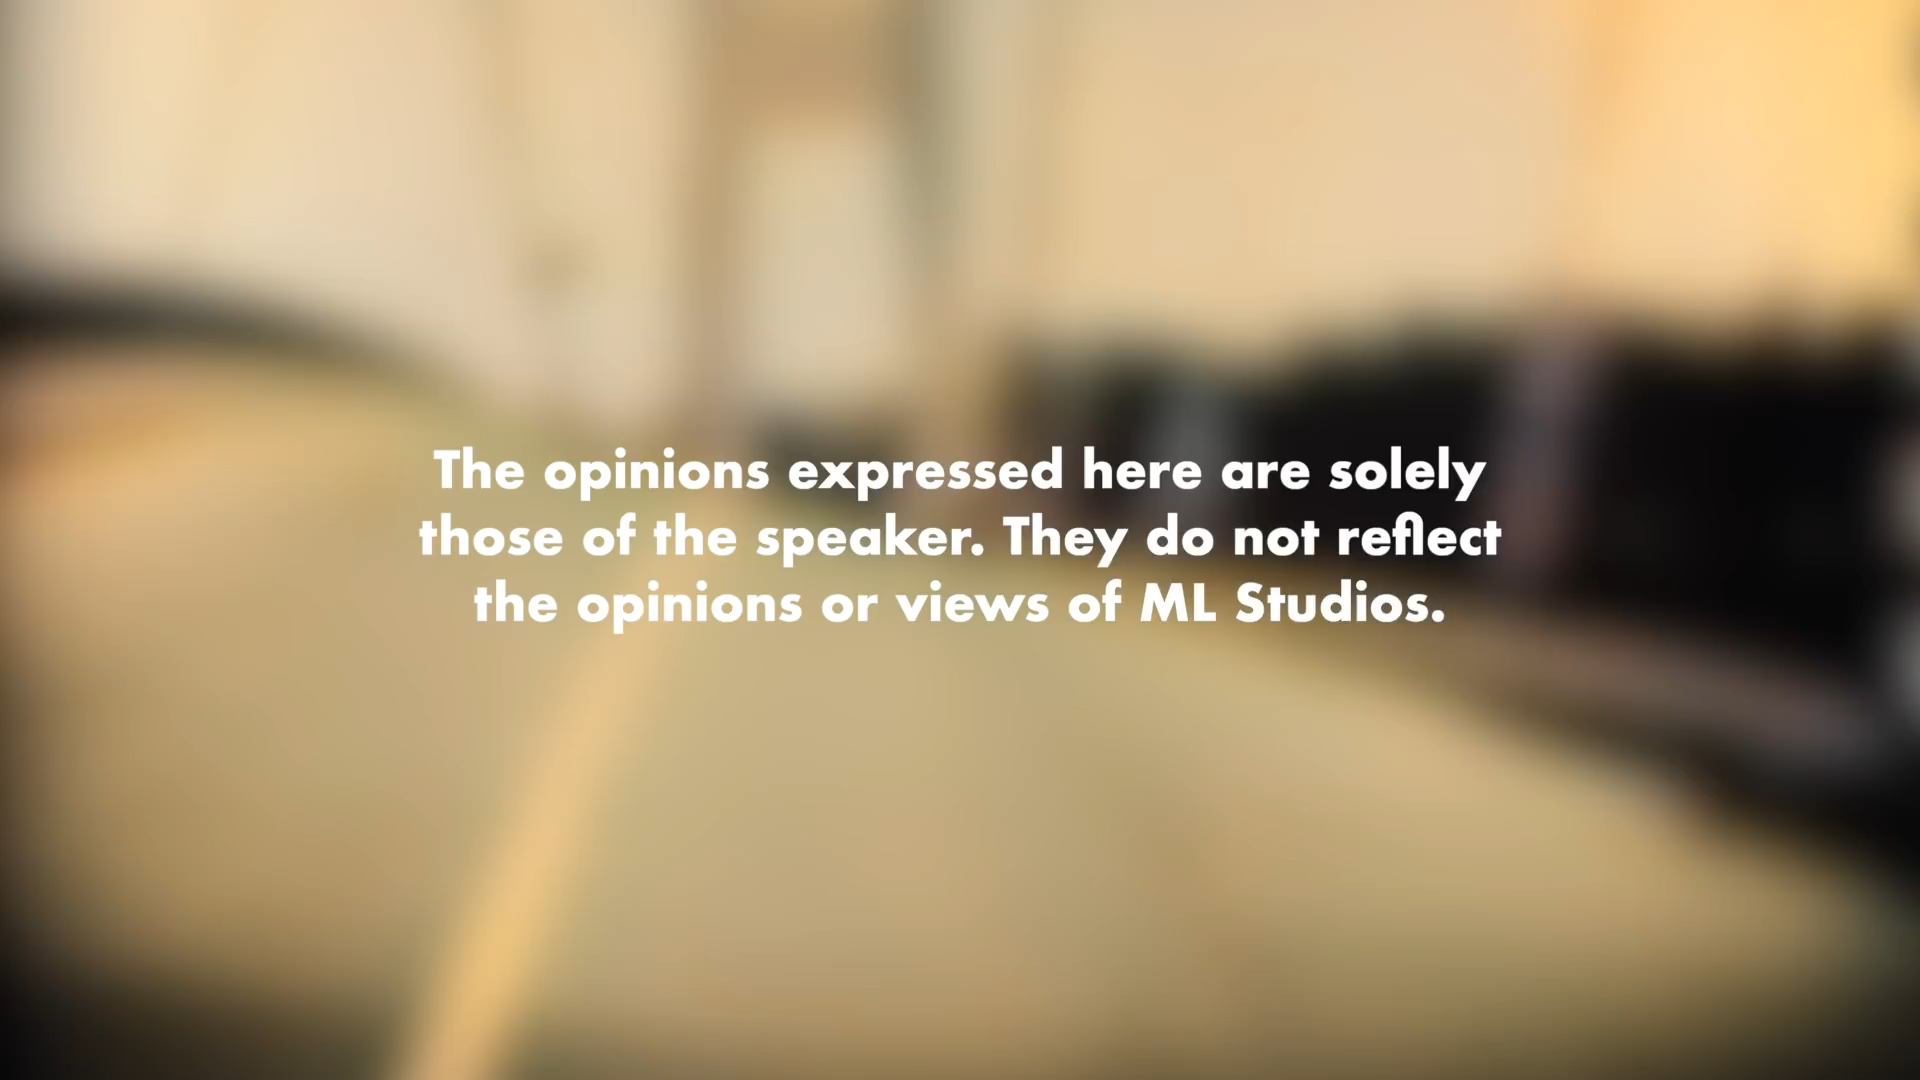 The opinions expressed here are solely
those of the speaker. They do not reflect
the opinions or views of ML Studios.